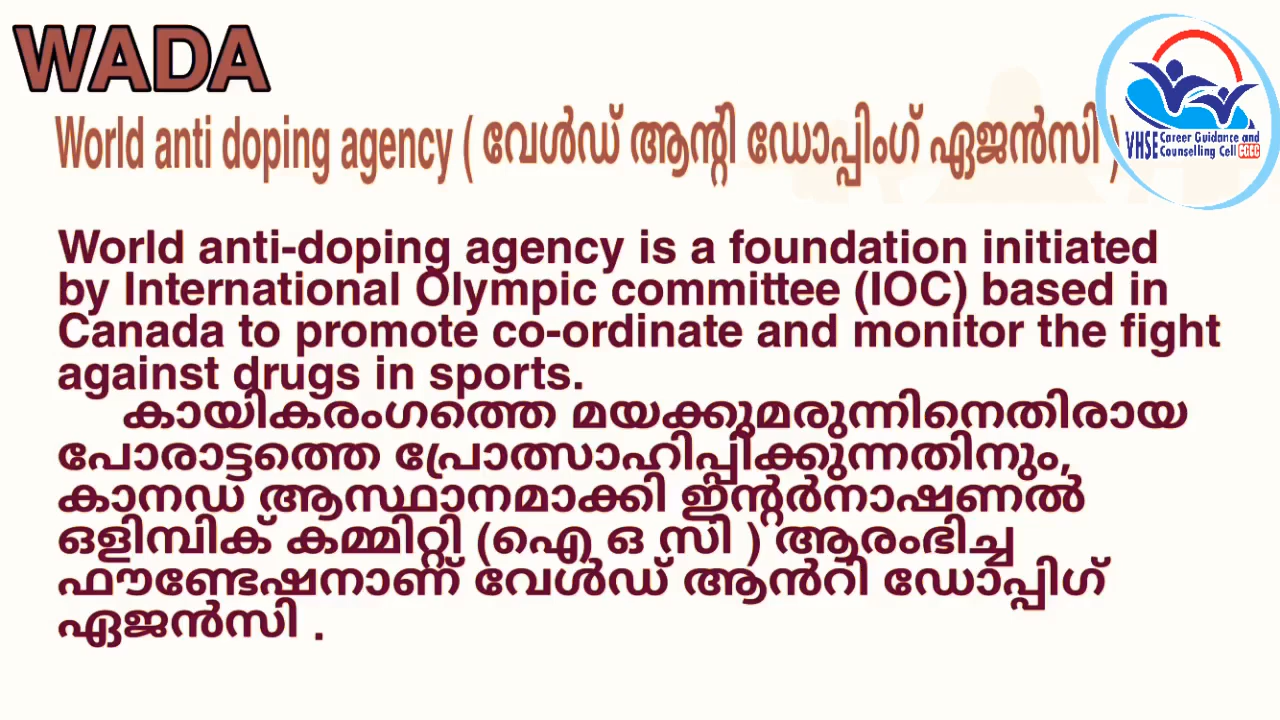 WADA
World anti doping agency ( വേൾഡ് ആന്റി ഡോപ്പിംഗ് ഏജൻസി )
VHSE Career Guidance and
Counselling Cell CGCC
World anti-doping agency is a foundation initiated
by International Olympic committee (IOC) based in
Canada to promote co-ordinate and monitor the fight
against drugs in sports.
കായികരംഗത്തെ മയക്കുമരുന്നിനെതിരായ
പോരാട്ടത്തെ പ്രോത്സാഹിപ്പിക്കുന്നതിനും,
കാനഡ ആസ്ഥാനമാക്കി ഇന്റർനാഷണൽ
ഒളിമ്പിക് കമ്മിറ്റി (ഐ ഒ സി ) ആരംഭിച്ച
ഫൗണ്ടേഷനാണ് വേൾഡ് ആൻറി ഡോപ്പിഗ്
ഏജൻസി .